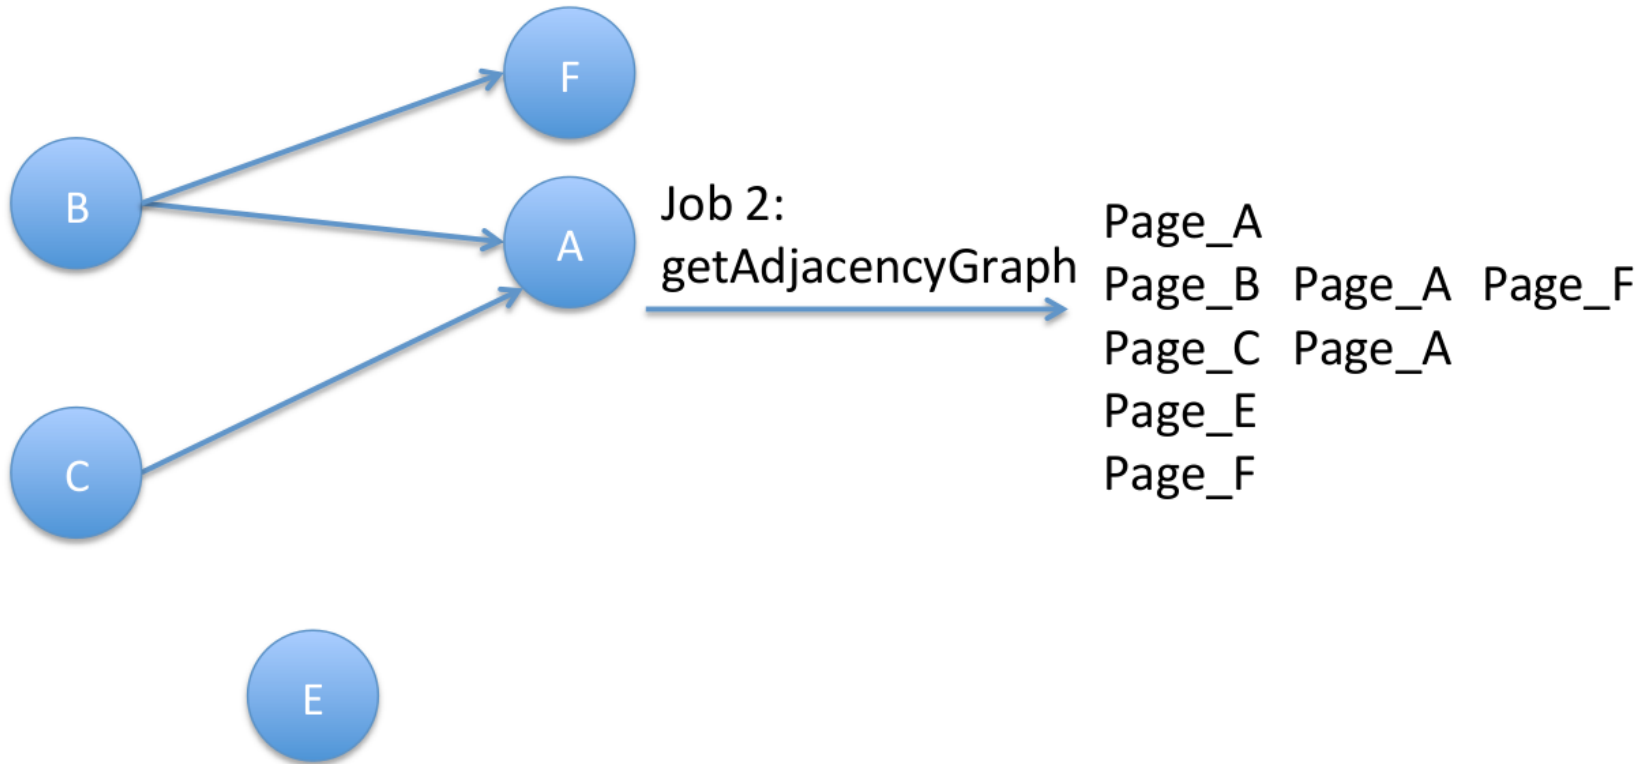 F
B
A
C
E
Job 2:
getAdjacencyGraph
Page_A
Page_B Page_A Page_F
Page_C Page_A
Page_E
Page_F